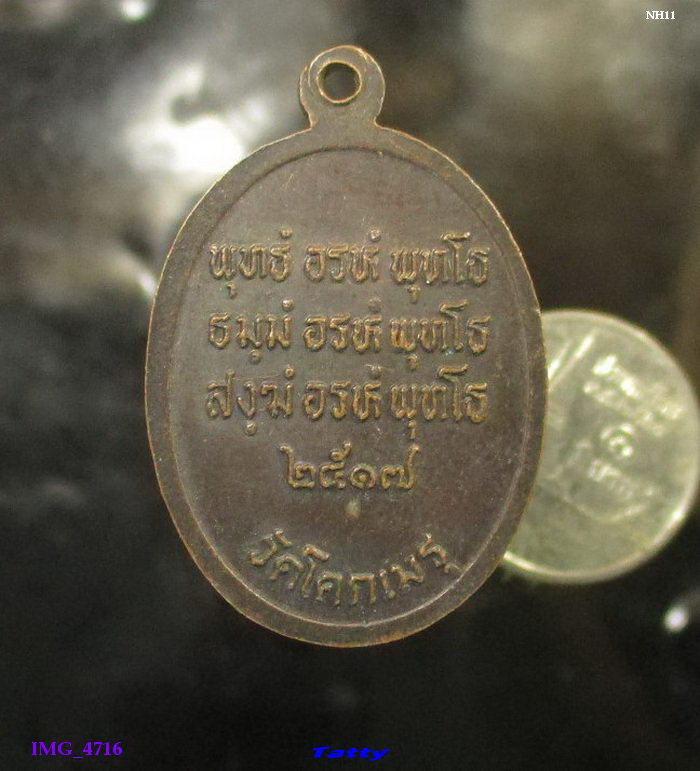 NH11
พุทธํ อรหํ พุทโธ
ธมฺมํ อรหํ พุทโธ
สงฺฆํ อรหํ พุทโธ
๒๕๑๗
วัดโคกเมรุ
IMG_4716
Tatty